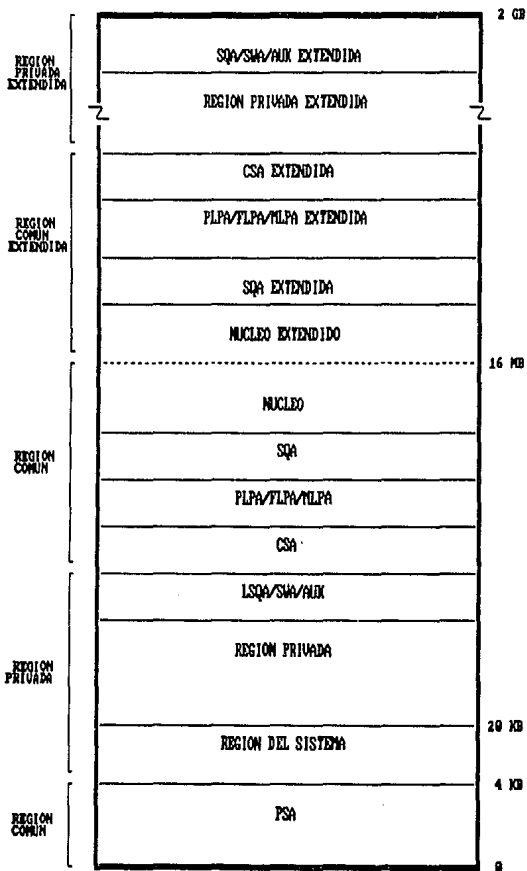 2 GB
REGION
PRIVADA
EXTENDIDA
SQA/SWA/AUX EXTENDIDA
REGION PRIVADA EXTENDIDA
REGION
COMUN
EXTENDIDA
CSA EXTENDIDA
PLPA/FLPA/MLPA EXTENDIDA
SQA EXTENDIDA
NUCLEO EXTENDIDO
16 MB
REGION
COMUN
NUCLEO
SQA
PLPA/FLPA/MLPA
CSA
REGION
PRIVADA
LSQA/SWA/AUX
REGION PRIVADA
20 KB
REGION DEL SISTEMA
4 KB
REGION
COMUN
PSA
0